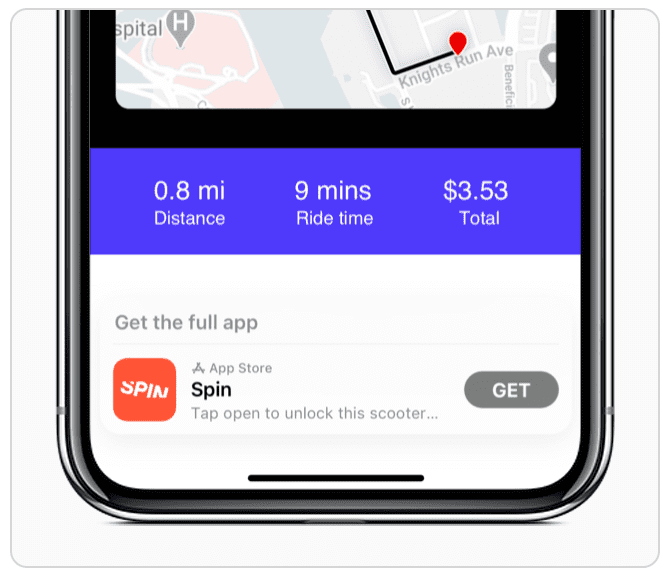 spital
H
Knights Run Ave
0.8 mi
9 mins
$3.53
Distance
Ride time
Total
Get the full app
App Store
SPIN
Spin
GET
Tap open to unlock this scooter...